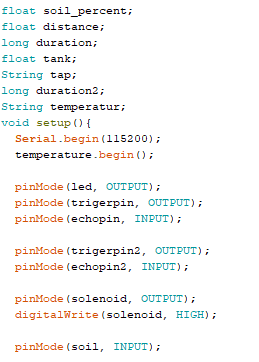 float soil_percent;
float distance;
long duration;
float tank;
String tap;
long duration2;
String temperatur;
void setup(){
Serial.begin(115200);
temperature.begin();
pinMode(led, OUTPUT);
pinMode(trigerpin, OUTPUT);
pinMode(echopin, INPUT);
pinMode(trigerpin2, OUTPUT);
pinMode(echopin2, INPUT);
pinMode(solenoid, OUTPUT);
digitalWrite(solenoid, HIGH);
pinMode(soil, INPUT);